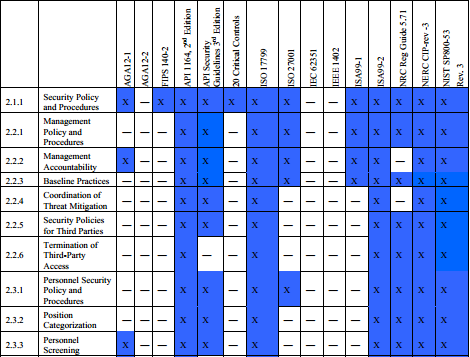 AGA12-1
AGA12-2
FIPS 140-2
API 1164, 2nd Edition
API Security
Guidelines 3rd Edition
20 Critical Controls
ISO 17799
ISO 27001
IEC 62351
IEEE 1402
ISA99-1
ISA99-2
NRC Reg Guide 5.71
NERC CIP-rev -3
NIST SP800-53
Rev. 3
2.1.1 Security Policy
and Procedures X — X X X X X X — — X X X X X
2.2.1 Management
Policy and
Procedures — — — X X — X X — — X X X X X
2.2.2 Management
Accountability X — — X X — X X — — X X — X X
2.2.3 Baseline Practices — — — X X — X X — — X X X X X
2.2.4 Coordination of
Threat Mitigation — — — X X — X — — — — X — X X
2.2.5 Security Policies
for Third Parties — — — X X — X — — — — X X X X
2.2.6 Termination of
Third-Party
Access — — — X — — X — — — — X X X X
2.3.1 Personnel Security
Policy and
Procedures — — — X X — X X — — — X X X X
2.3.2 Position
Categorization — — — X X — X — — — — X X X X
2.3.3 Personnel
Screening X — — X X — X — — — — X X X X